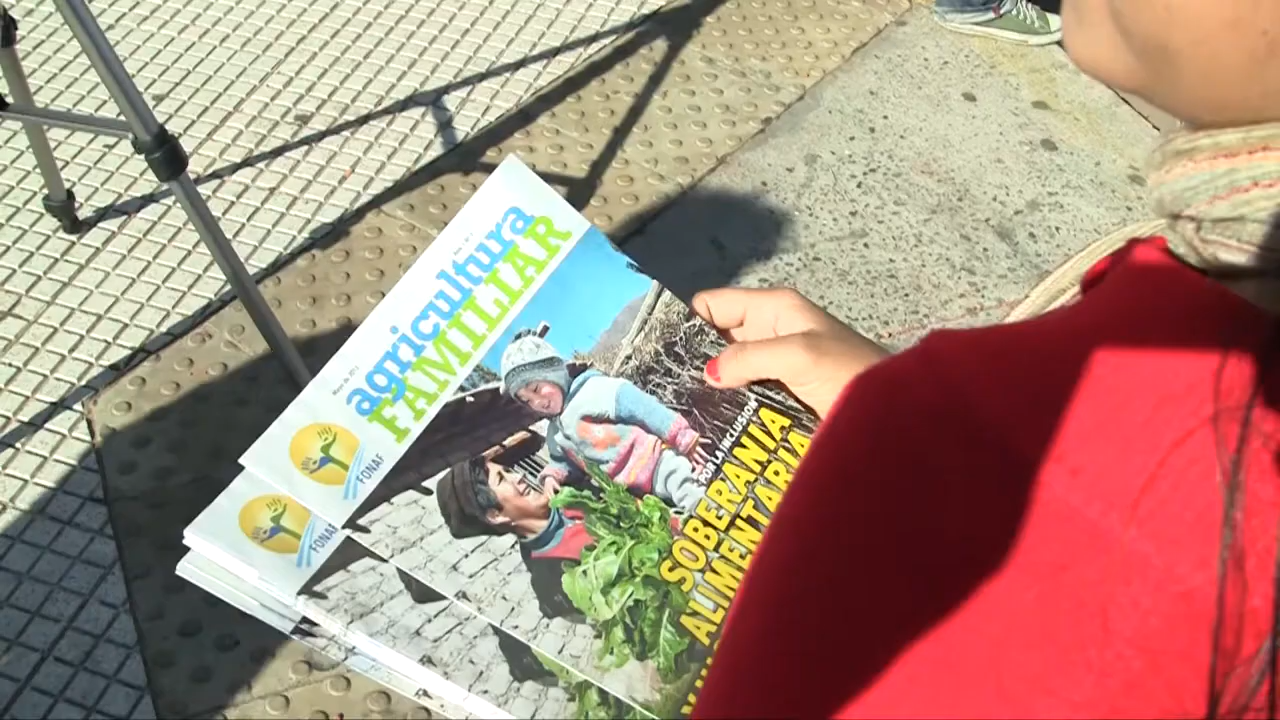 agricultura
FAMILIAR
FONAF
POR LA INCLUSIÓN
SOBERANIA
ALIMENTARIA
FONAF